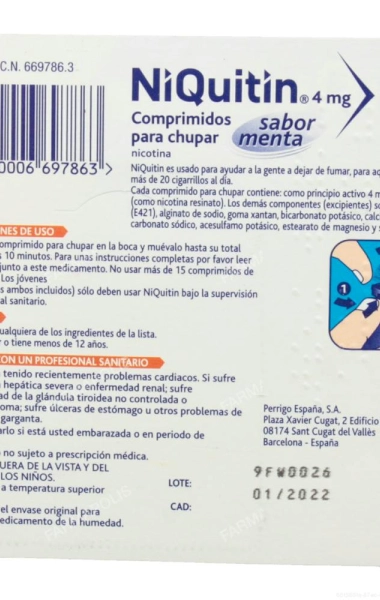 C.N. 669786.3
NiQuitin® 4 mg
Comprimidos
para chupar
sabor
menta
nicotina
0006 697863 >
NiQuitin es usado para ayudar a la gente a dejar de fumar, para aq
más de 20 cigarrillos al día.
Cada comprimido para chupar contiene: como principio activo 4 m
(como nicotina resinato). Los demás componentes (excipientes) so
(E421), alginato de sodio, goma xantan, bicarbonato potásico, calc
carbonato sódico, acesulfamo potásico, estearato de magnesio y s
NES DE USO
omprimido para chupar en la boca y muévalo hasta su total
s 10 minutos. Para unas instrucciones completas por favor leer
junto a este medicamento. No usar más de 15 comprimidos de
Los jóvenes
s ambos incluidos) sólo deben usar NiQuitin bajo la supervisión
al sanitario.
1
ualquiera de los ingredientes de la lista.
r o tiene menos de 12 años.
CON UN PROFESIONAL SANITARIO
a tenido recientemente problemas cardiacos. Si sufre
hepática severa o enfermedad renal; sufre
ad de la glándula tiroidea no controlada o
oma; sufre úlceras de estómago u otros problemas de
garganta.
arlo si está usted embarazada o en periodo de
Perrigo España, S.A.
Plaza Xavier Cugat, 2 Edificio
08174 Sant Cugat del Vallès
Barcelona - España
o no sujeto a prescripción médica.
UERA DE LA VISTA Y DEL
LOS NIÑOS.
a temperatura superior
el envase original para
edicamento de la humedad.
LOTE:
9FW0026
CAD:
01/2022